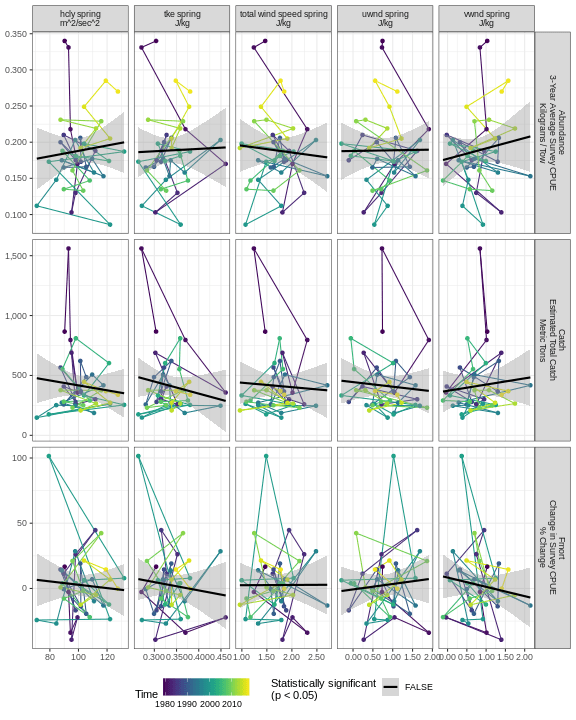 hdly spring
m^2/sec^2
tke spring
J/kg
total wind speed spring
J/kg
uwnd spring
J/kg
vwnd spring
J/kg
0.350
0.300
0.250
0.200
0.150
0.100
Abundance
3-Year Average Survey CPUE
Kilograms / Tow
1,500
1,000
500
0
Catch
Estimated Total Catch
Metric Tons
100
50
0
Fmort
Change in Survey CPUE
% Change
80 100 120
0.300 0.350 0.400 0.450
1.00 1.50 2.00 2.50
0.00 0.50 1.00 1.50 2.00
0.00 0.50 1.00 1.50 2.00
Time
1980 1990 2000 2010
Statistically significant
(p < 0.05)
FALSE